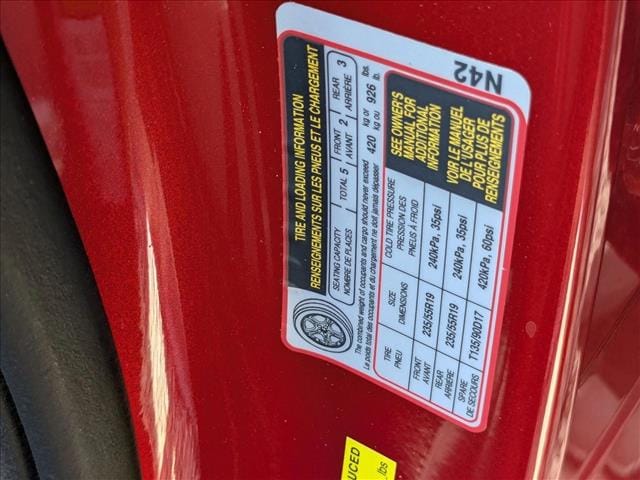 N42
TIRE AND LOADING INFORMATION
RENSEIGNEMENTS SUR LES PNEUS ET LE CHARGEMENT
SEATING CAPACITY TOTAL 5 FRONT 2 REAR 3
NOMBRE DE PLACES AVANT ARRIÈRE
The combined weight of occupants and cargo should never exceed 420 kg or 926 lbs.
Le poids total des occupants et du chargement ne doit jamais dépasser kg ou lb.
TIRE SIZE COLD TIRE PRESSURE
PNEU DIMENSIONS PRESSION DES
PNEUS À FROID
FRONT 235/55R19 240kPa, 35psi
AVANT
REAR 235/55R19 240kPa, 35psi
ARRIÈRE
SPARE T135/90D17 420kPa, 60psi
DE SECOURS
SEE OWNER'S
MANUAL FOR
ADDITIONAL
INFORMATION
VOIR LE MANUEL
DE L'USAGER
POUR PLUS DE
RENSEIGNEMENTS
UCED
lbs